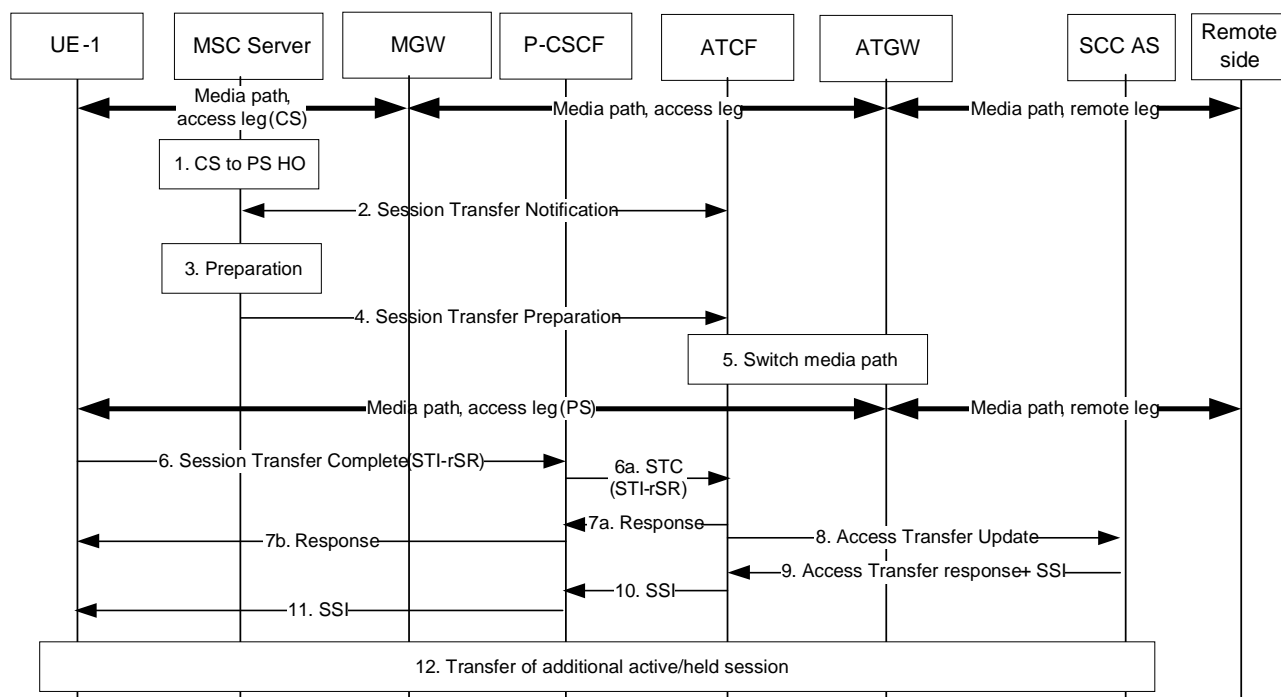 UE-1
MSC Server
MGW
P-CSCF
ATCF
ATGW
SCC AS
Remote
side
Media path,
access leg (CS)
Media path, access leg
Media path, remote leg
1. CS to PS HO
2. Session Transfer Notification
3. Preparation
4. Session Transfer Preparation
5. Switch media path
Media path, access leg (PS)
Media path, remote leg
6. Session Transfer Complete(STI-rSR)
6a. STC
(STI-rSR)
7a. Response
7b. Response
8. Access Transfer Update
9. Access Transfer response+ SSI
10. SSI
11. SSI
12. Transfer of additional active/held session